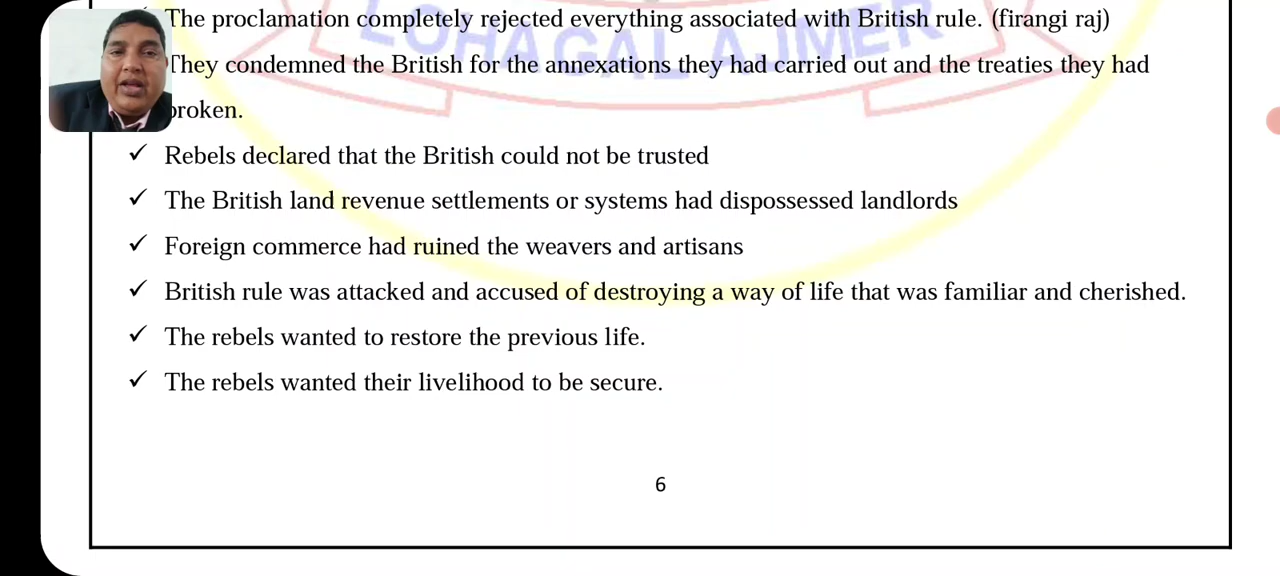 The proclamation completely rejected everything associated with British rule. (firangi raj)
LOHAGAL AJMER
They condemned the British for the annexations they had carried out and the treaties they had
broken.
✓ Rebels declared that the British could not be trusted
✓ The British land revenue settlements or systems had dispossessed landlords
✓ Foreign commerce had ruined the weavers and artisans
✓ British rule was attacked and accused of destroying a way of life that was familiar and cherished.
✓ The rebels wanted to restore the previous life.
✓ The rebels wanted their livelihood to be secure.
6